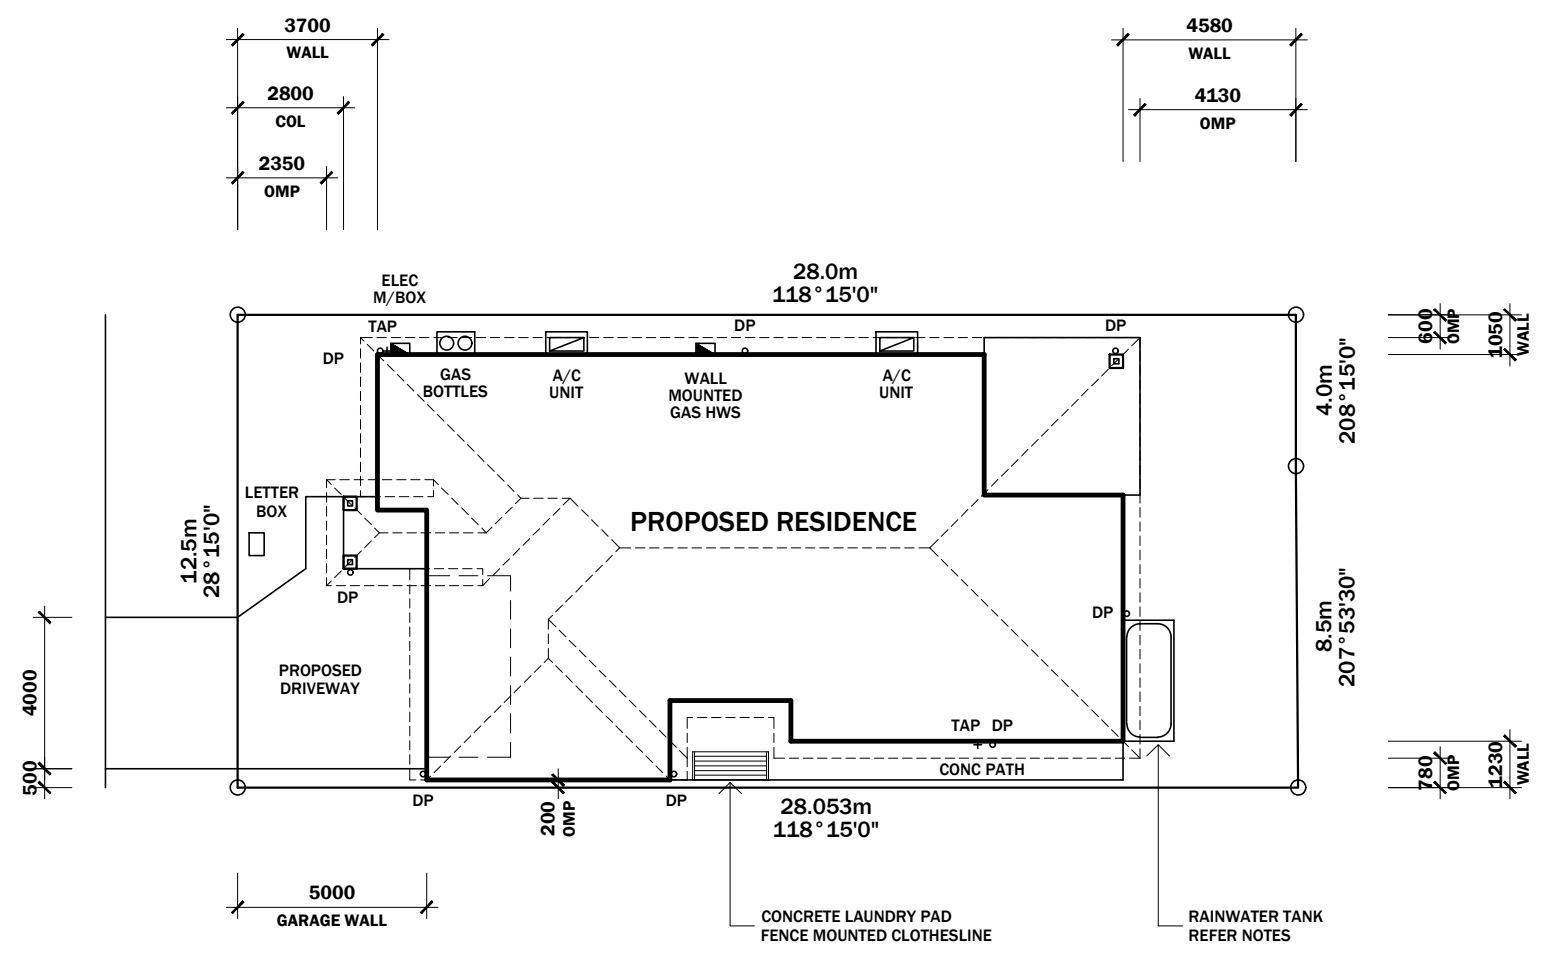 3700
WALL
2800
COL
2350
OMP
4580
WALL
4130
OMP
28.0m
118°15'0"
ELEC
M/BOX
TAP
DP
DP
DP
GAS
BOTTLES
A/C
UNIT
WALL
MOUNTED
GAS HWS
A/C
UNIT
600
OMP
1050
WALL
4.0m
208°15'0"
LETTER
BOX
12.5m
28°15'0"
PROPOSED RESIDENCE
DP
DP
8.5m
207°53'30"
PROPOSED
DRIVEWAY
4000
500
TAP DP
CONC PATH
780
OMP
1230
WALL
DP
200
OMP
DP
28.053m
118°15'0"
5000
GARAGE WALL
CONCRETE LAUNDRY PAD
FENCE MOUNTED CLOTHESLINE
RAINWATER TANK
REFER NOTES